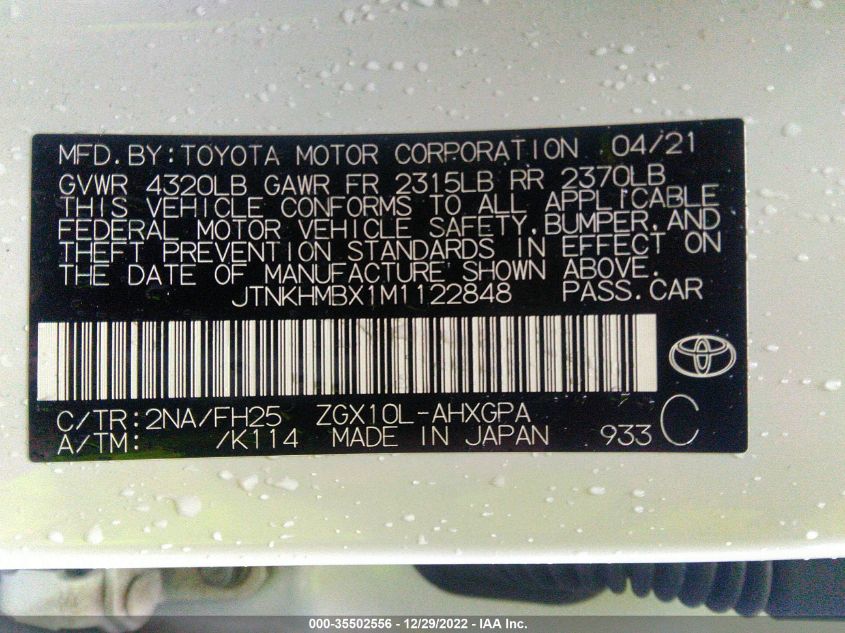 MFD.BY:TOYOTA MOTOR CORPORATION 04/21
GVWR 4320LB GAWR FR 2315LB RR 2370LB
THIS VEHICLE CONFORMS TO ALL APPLICABLE
FEDERAL MOTOR VEHICLE SAFETY,BUMPER,AND
THEFT PREVENTION STANDARDS IN EFFECT ON
THE DATE OF MANUFACTURE SHOWN ABOVE.
JTNKHMBX1M1122848 PASS.CAR
C/TR:2NA/FH25 ZGX10L-AHXGPA
A/TM: /K114 MADE IN JAPAN 933 C
000-35502556 - 12/29/2022 - IAA Inc.